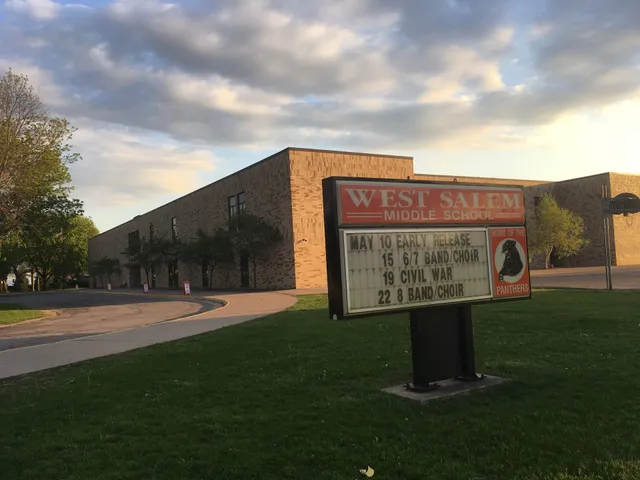 WEST SALEM
MIDDLE SCHOOL
MAY 10 EARLY RELEASE
15 6/7 BAND/CHOIR
19 CIVIL WAR
22 8 BAND/CHOIR
PANTHERS